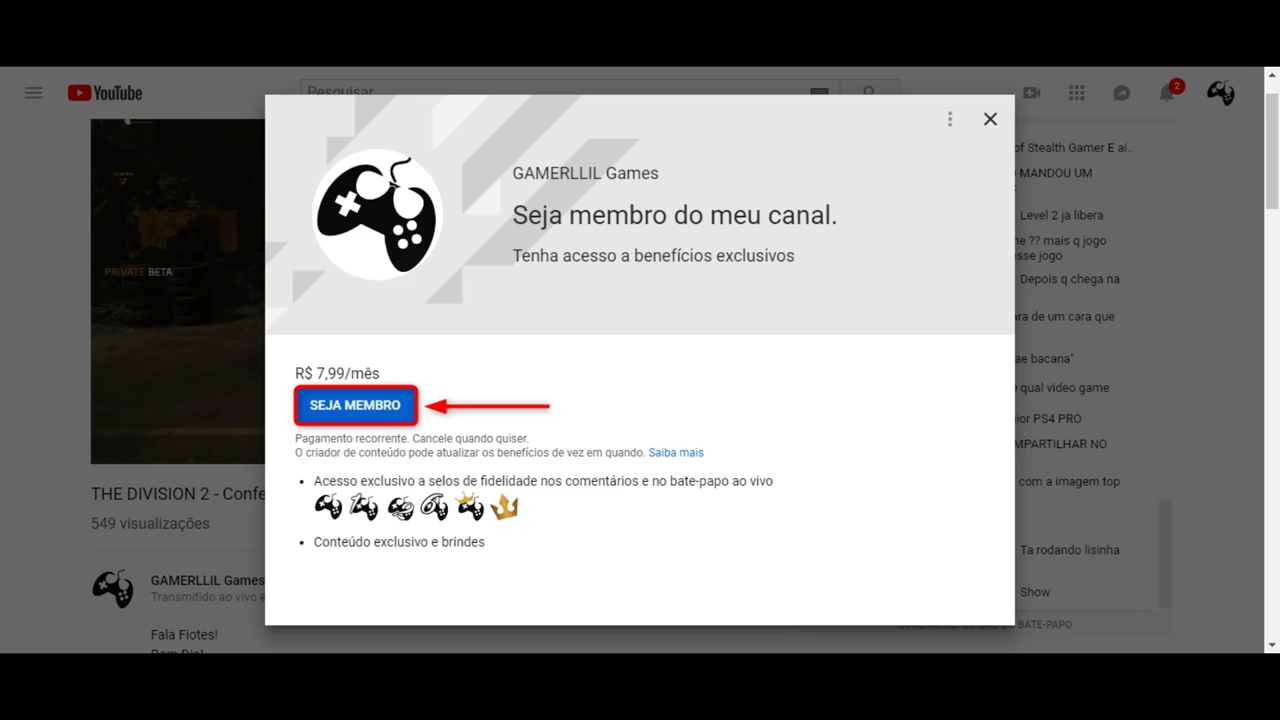 YouTube
Pesquisar
2
PRIVATE BETA
GAMERLLIL Games
Seja membro do meu canal.
Tenha acesso a benefícios exclusivos
R$ 7,99/mês
SEJA MEMBRO
Pagamento recorrente. Cancele quando quiser.
O criador de conteúdo pode atualizar os benefícios de vez em quando. Saiba mais
• Acesso exclusivo a selos de fidelidade nos comentários e no bate-papo ao vivo
• Conteúdo exclusivo e brindes
THE DIVISION 2 - Confe
549 visualizações
GAMERLLIL Games
Transmitido ao vivo e
Fala Fiotes!
Bom Dia!
of Stealth Gamer E ai..
MANDOU UM
Level 2 ja libera
?? mais q jogo
esse jogo
Depois q chega na
ara de um cara que
ae bacana"
qual video game
PS4 PRO
MPARTILHAR NO
com a imagem top
Ta rodando lisinha
Show
BATE-PAPO